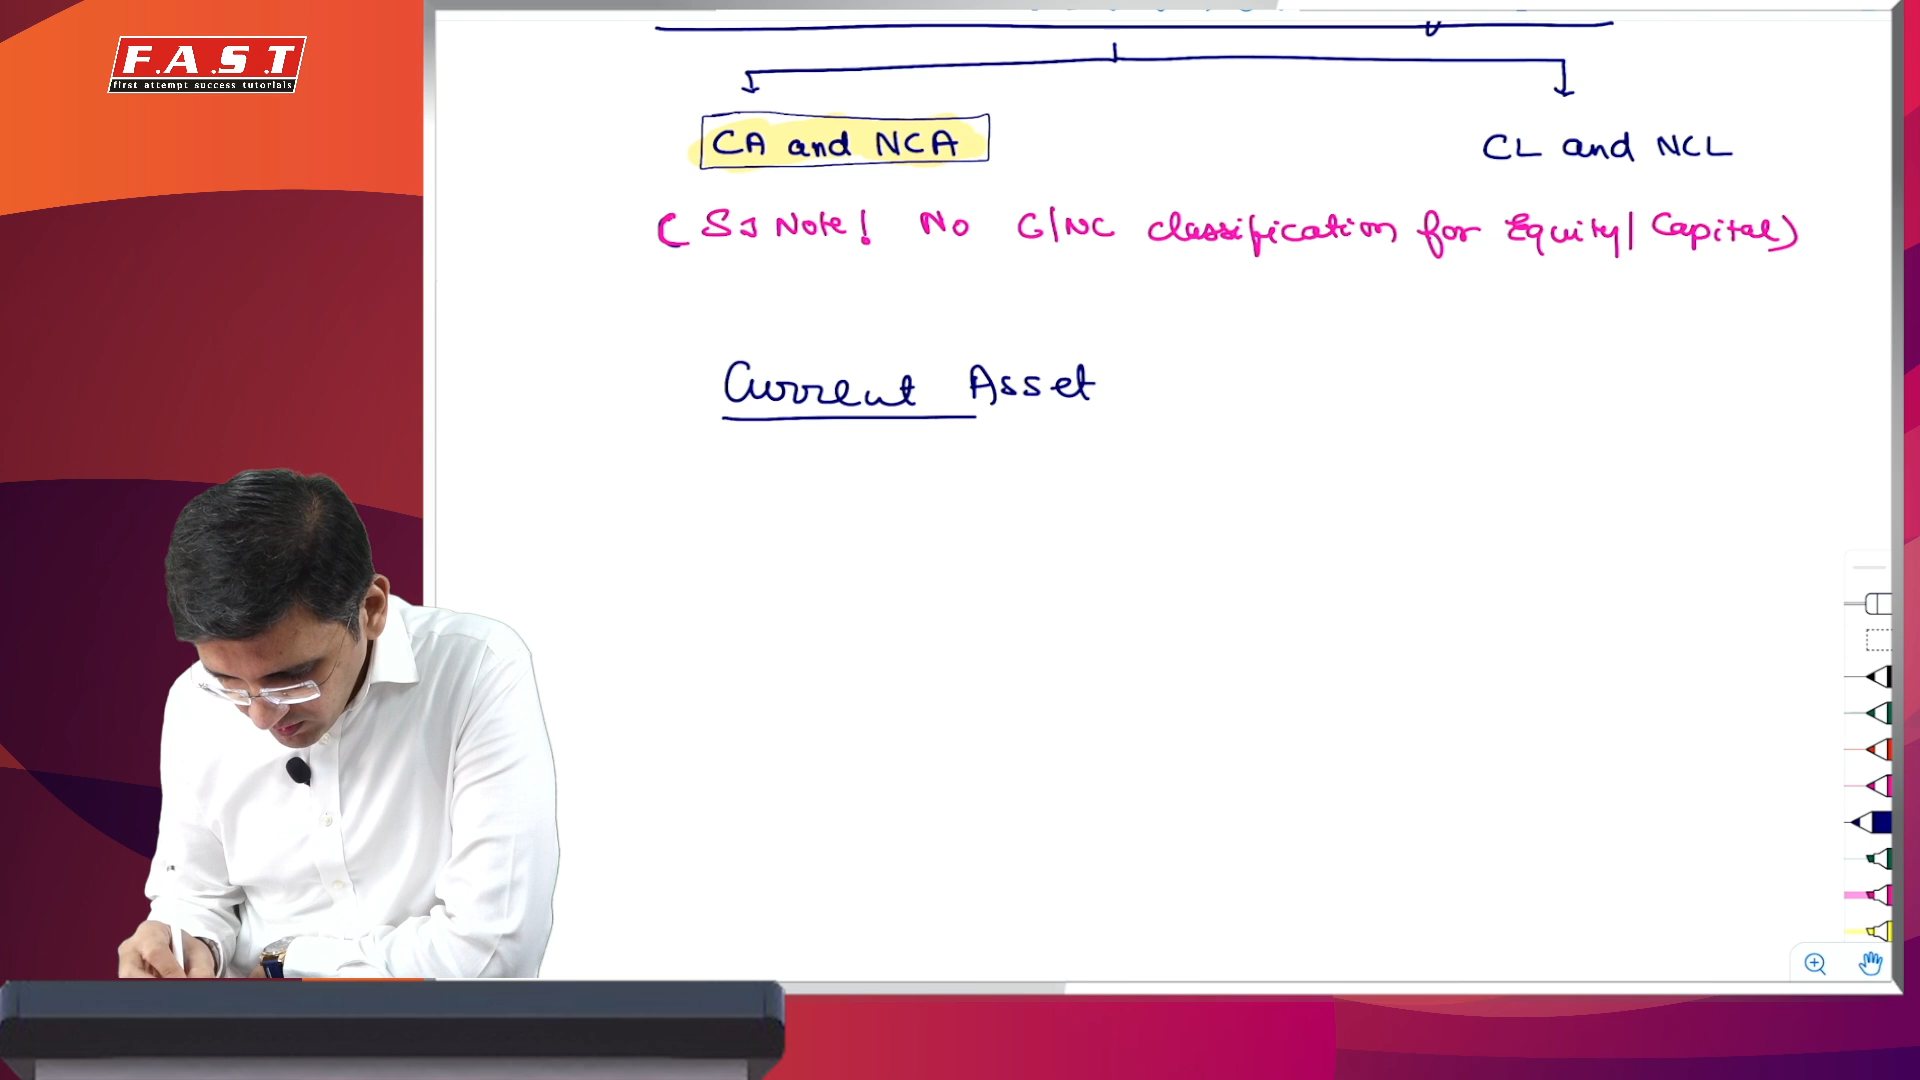 F.A.S.T
first attempt success tutorials
CA and NCA
CL and NCL
( SJ Note! No C/NC classification for Equity/ Capital)
Current Asset